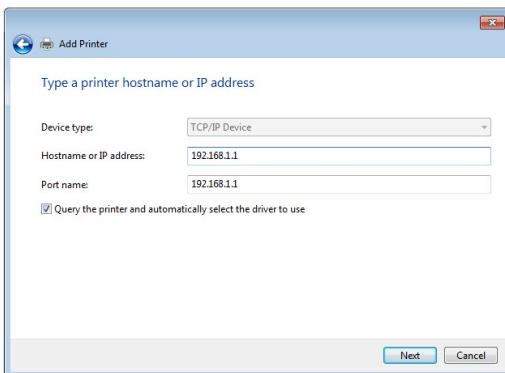 Add Printer
Type a printer hostname or IP address
Device type: TCP/IP Device
Hostname or IP address: 192.168.1.1
Port name: 192.168.1.1
Query the printer and automatically select the driver to use
Next Cancel